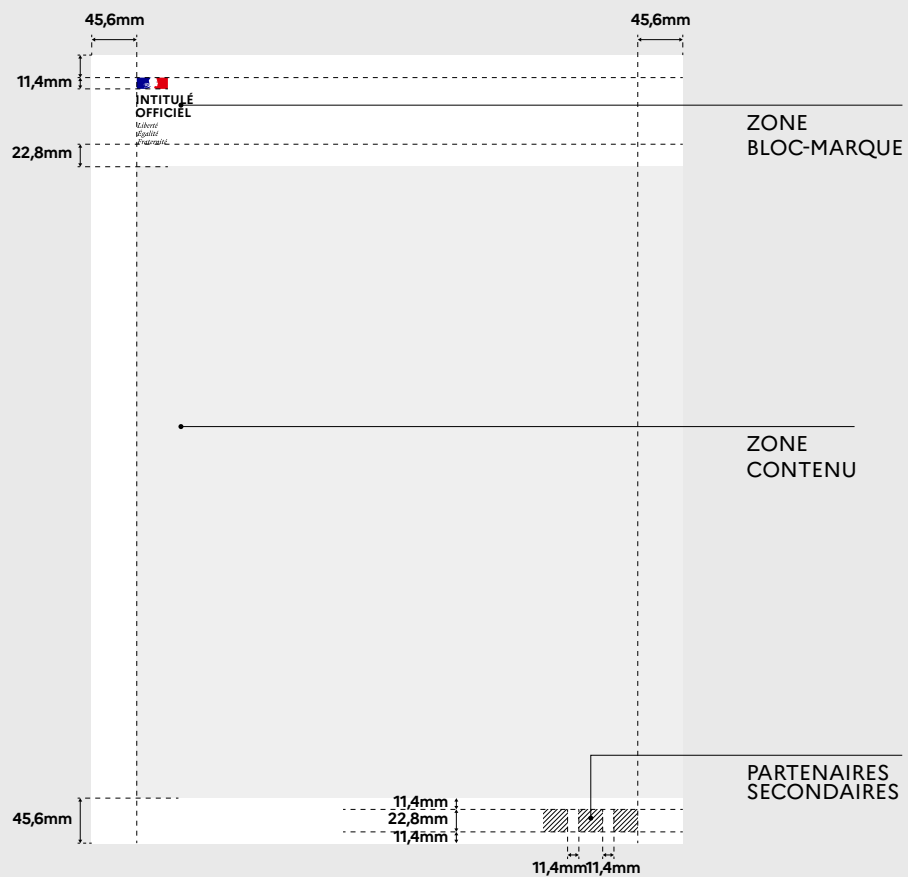 45,6mm
45,6mm
11,4mm
INTITULÉ
OFFICIEL
Liberté
Égalité
Fraternité
22,8mm
ZONE
BLOC-MARQUE
ZONE
CONTENU
PARTENAIRES
SECONDAIRES
45,6mm
11,4mm
22,8mm
11,4mm
11,4mm 11,4mm